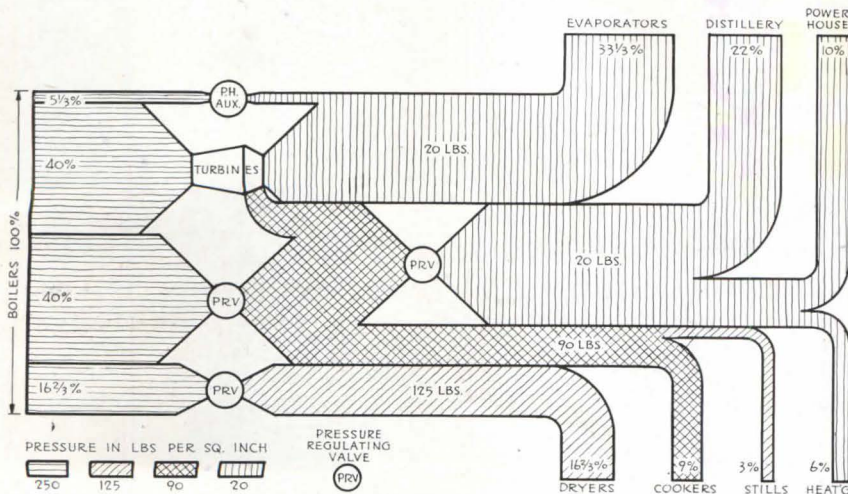 EVAPORATORS
DISTILLERY
POWER
HOUSE
33⅓%
22%
10%
P.H.
AUX.
5⅓%
40%
TURBINES
20 LBS.
BOILERS 100%
40%
PRV
PRV
20 LBS.
90 LBS
16⅔%
PRV
125 LBS.
PRESSURE IN LBS PER SQ. INCH
250
125
90
20
PRESSURE
REGULATING
VALVE
PRV
16⅔%
9%
3%
6%
DRYERS
COOKERS
STILLS
HEAT'G